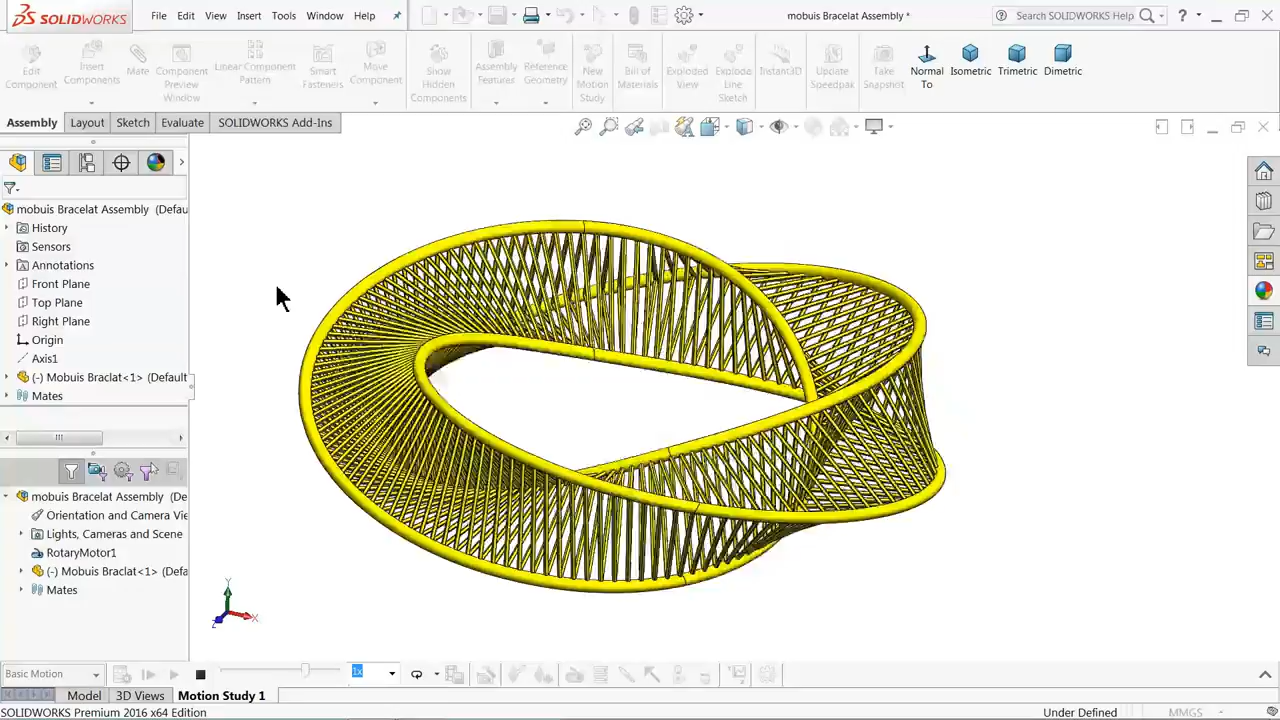 SOLIDWORKS File Edit View Insert Tools Window Help mobuis Bracelat Assembly * Search SOLIDWORKS Help ?
Edit Component
Insert Components
Mate
Component Preview Window
Linear Component Pattern
Smart Fasteners
Move Component
Show Hidden Components
Assembly Features
Reference Geometry
New Motion Study
Bill of Materials
Exploded View
Explode Line Sketch
Instant3D
Update Speedpak
Take Snapshot
Normal To
Isometric
Trimetric
Dimetric
Assembly Layout Sketch Evaluate SOLIDWORKS Add-Ins
mobuis Bracelat Assembly (Defau
History
Sensors
Annotations
Front Plane
Top Plane
Right Plane
Origin
Axis1
(-) Mobuis Braclat<1> (Default
Mates
mobuis Bracelat Assembly (De
Orientation and Camera Vie
Lights, Cameras and Scene
RotaryMotor1
(-) Mobuis Braclat<1> (Defa
Mates
Y
X
Z
Basic Motion 1x
Model 3D Views Motion Study 1
SOLIDWORKS Premium 2016 x64 Edition Under Defined MMGS